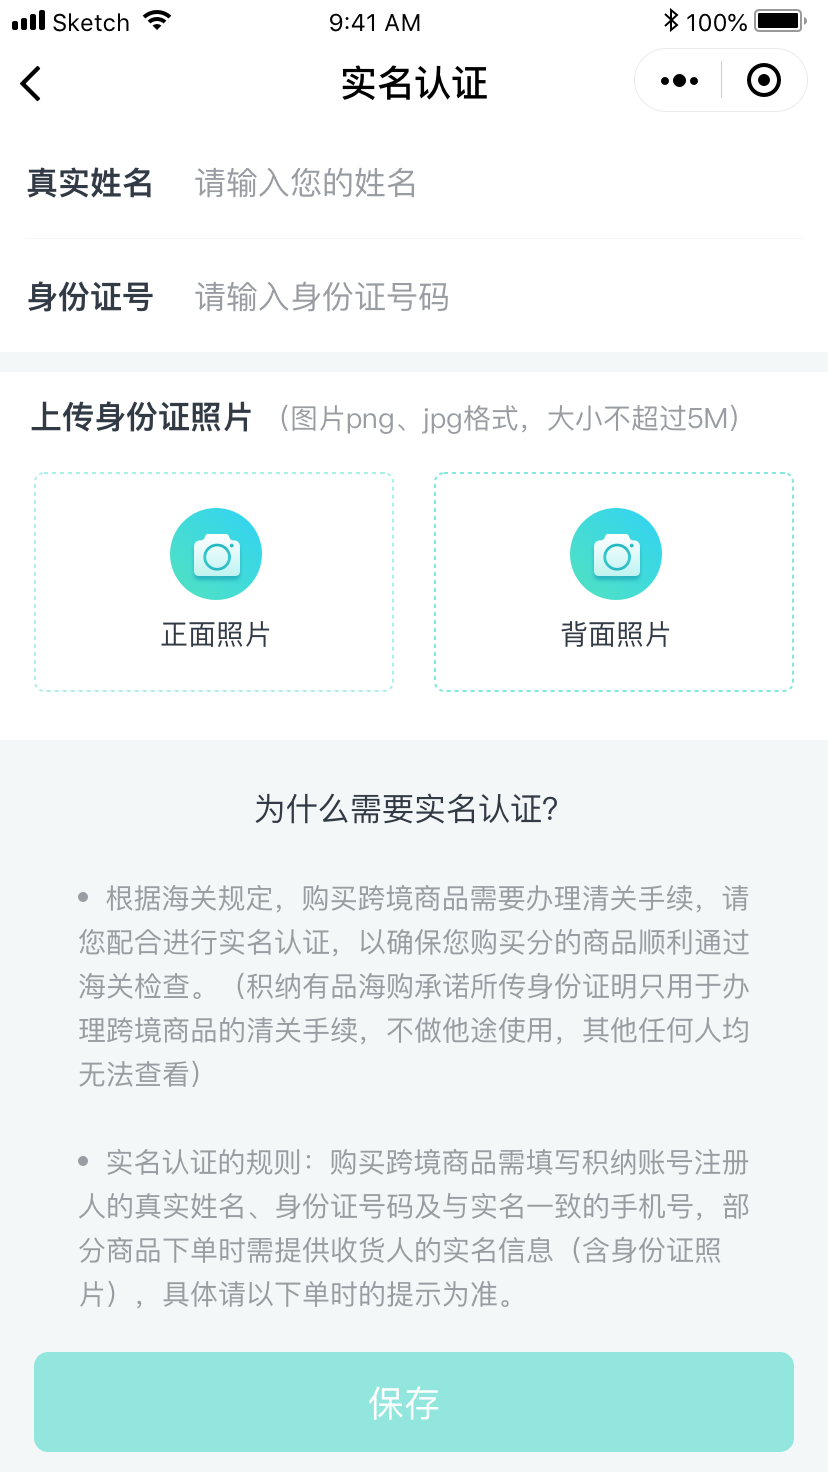 Sketch 9:41 AM 100%
实名认证
真实姓名 请输入您的姓名
身份证号 请输入身份证号码
上传身份证照片 （图片png、jpg格式，大小不超过5M）
正面照片 背面照片
为什么需要实名认证?
• 根据海关规定，购买跨境商品需要办理清关手续，请
您配合进行实名认证，以确保您购买分的商品顺利通过
海关检查。（积纳有品海购承诺所传身份证明只用于办
理跨境商品的清关手续，不做他途使用，其他任何人均
无法查看）
• 实名认证的规则：购买跨境商品需填写积纳账号注册
人的真实姓名、身份证号码及与实名一致的手机号，部
分商品下单时需提供收货人的实名信息（含身份证照
片），具体请以下单时的提示为准。
保存